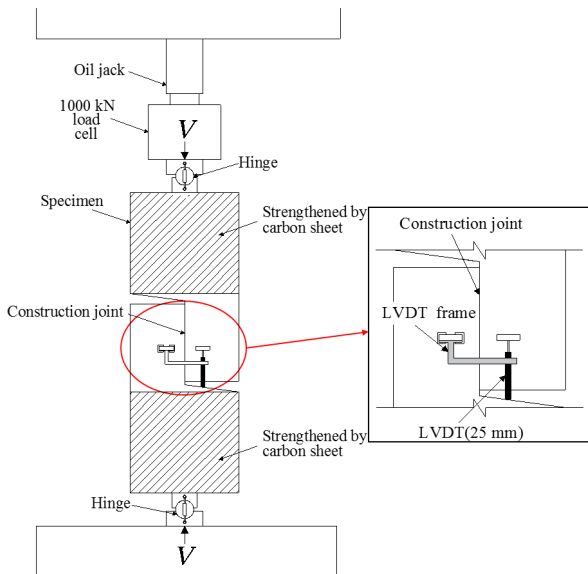 Oil jack
1000 kN
load
cell
V
Hinge
Specimen
Strengthened by
carbon sheet
Construction joint
Construction joint
LVDT frame
LVDT(25 mm)
Strengthened by
carbon sheet
Hinge
V